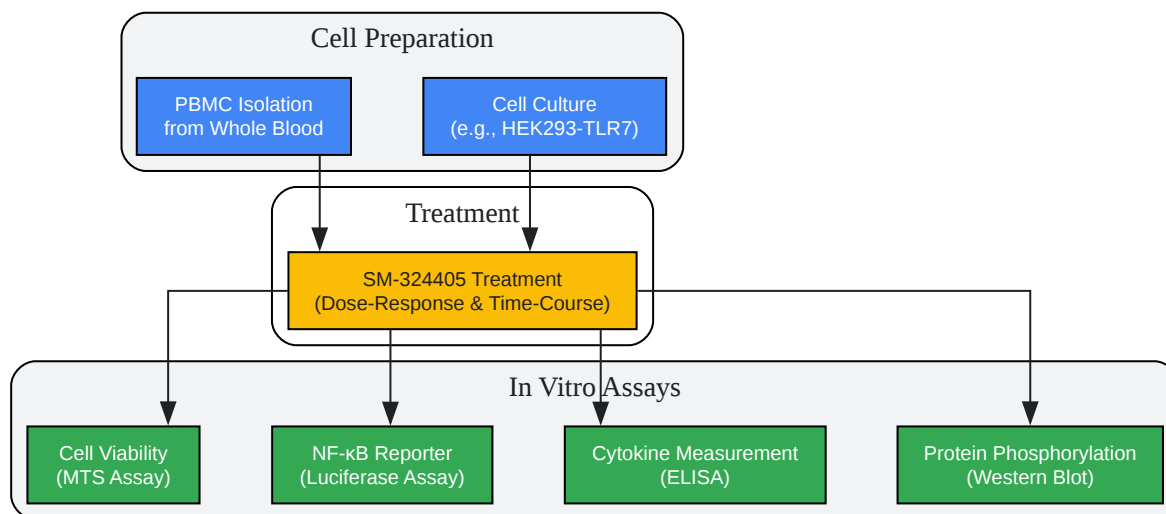 Cell Preparation
PBMC Isolation
from Whole Blood
Cell Culture
(e.g., HEK293-TLR7)
Treatment
SM-324405 Treatment
(Dose-Response & Time-Course)
In Vitro Assays
Cell Viability
(MTS Assay)
NF-κB Reporter
(Luciferase Assay)
Cytokine Measurement
(ELISA)
Protein Phosphorylation
(Western Blot)